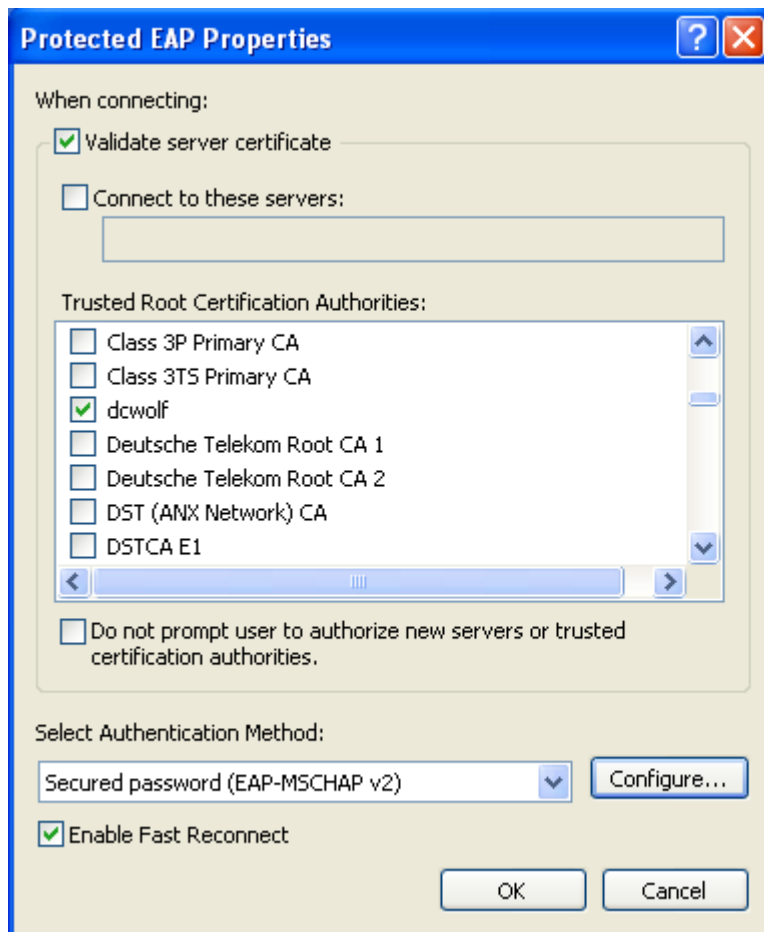 Protected EAP Properties
When connecting:
Validate server certificate
Connect to these servers:
Trusted Root Certification Authorities:
Class 3P Primary CA
Class 3TS Primary CA
dcwolf
Deutsche Telekom Root CA 1
Deutsche Telekom Root CA 2
DST (ANX Network) CA
DSTCA E1
Do not prompt user to authorize new servers or trusted
certification authorities.
Select Authentication Method:
Secured password (EAP-MSCHAP v2)
Configure...
Enable Fast Reconnect
OK
Cancel